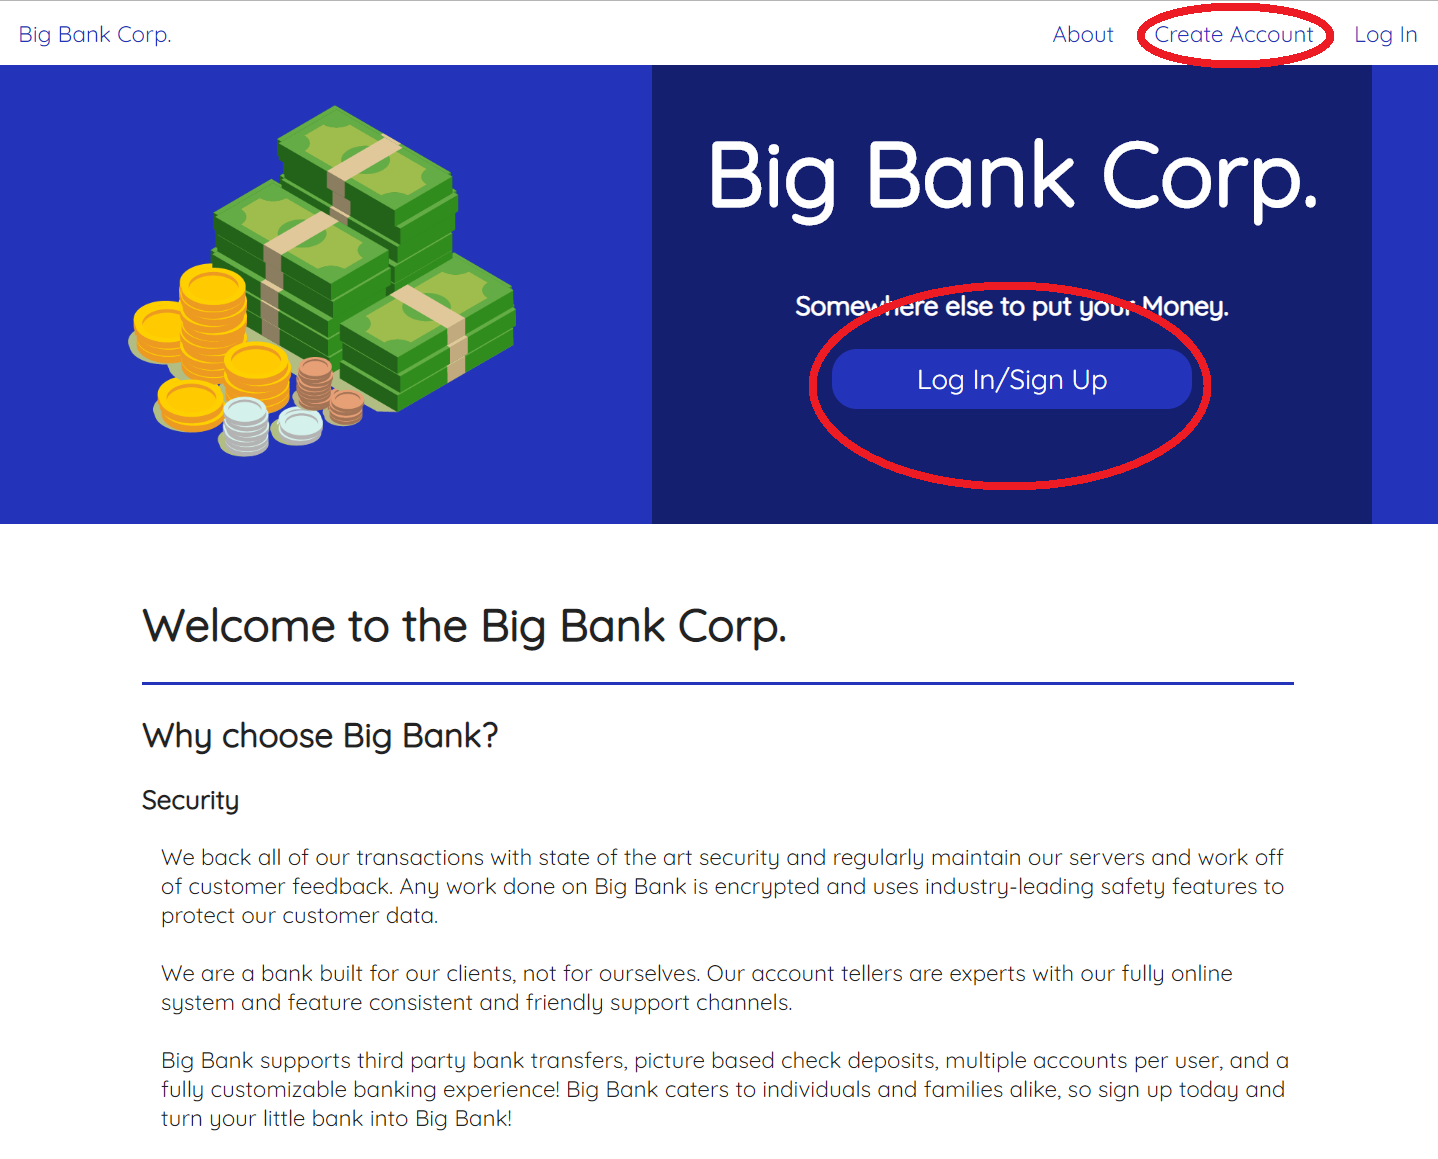 Big Bank Corp.
About
Create Account
Log In
Big Bank Corp.
Somewhere else to put your Money.
Log In/Sign Up
Welcome to the Big Bank Corp.
Why choose Big Bank?
Security
We back all of our transactions with state of the art security and regularly maintain our servers and work off
of customer feedback. Any work done on Big Bank is encrypted and uses industry-leading safety features to
protect our customer data.
We are a bank built for our clients, not for ourselves. Our account tellers are experts with our fully online
system and feature consistent and friendly support channels.
Big Bank supports third party bank transfers, picture based check deposits, multiple accounts per user, and a
fully customizable banking experience! Big Bank caters to individuals and families alike, so sign up today and
turn your little bank into Big Bank!